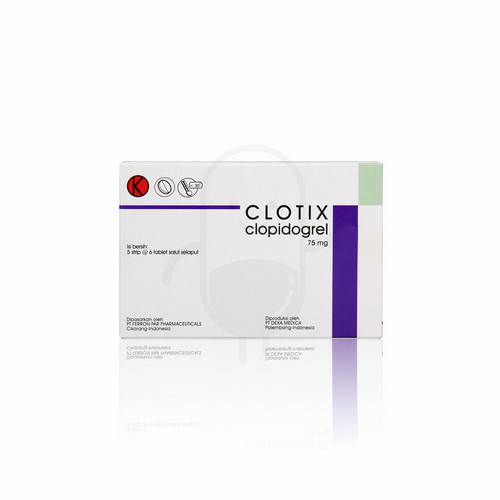 K
< 30°
CLOTIX
clopidogrel
75 mg
Isi bersih:
5 strip @ 6 tablet salut selaput
Dipasarkan oleh
PT FERRON PAR PHARMACEUTICALS
Cikarang-Indonesia
Diproduksi oleh
PT DEXA MEDICA
Palembang-Indonesia